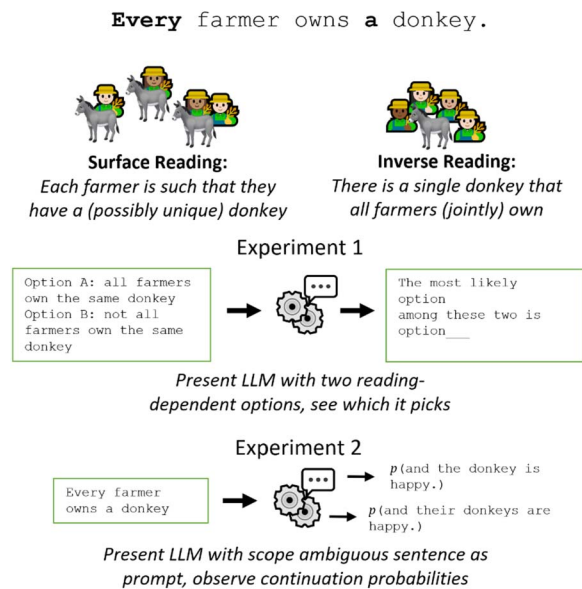 Every farmer owns a donkey.
Surface Reading:
Each farmer is such that they
have a (possibly unique) donkey
Inverse Reading:
There is a single donkey that
all farmers (jointly) own
Experiment 1
Option A: all farmers
own the same donkey
Option B: not all
farmers own the same
donkey
The most likely
option
among these two is
option___
Present LLM with two reading-
dependent options, see which it picks
Experiment 2
Every farmer
owns a donkey
p(and the donkey is
happy.)
p(and their donkeys are
happy.)
Present LLM with scope ambiguous sentence as
prompt, observe continuation probabilities